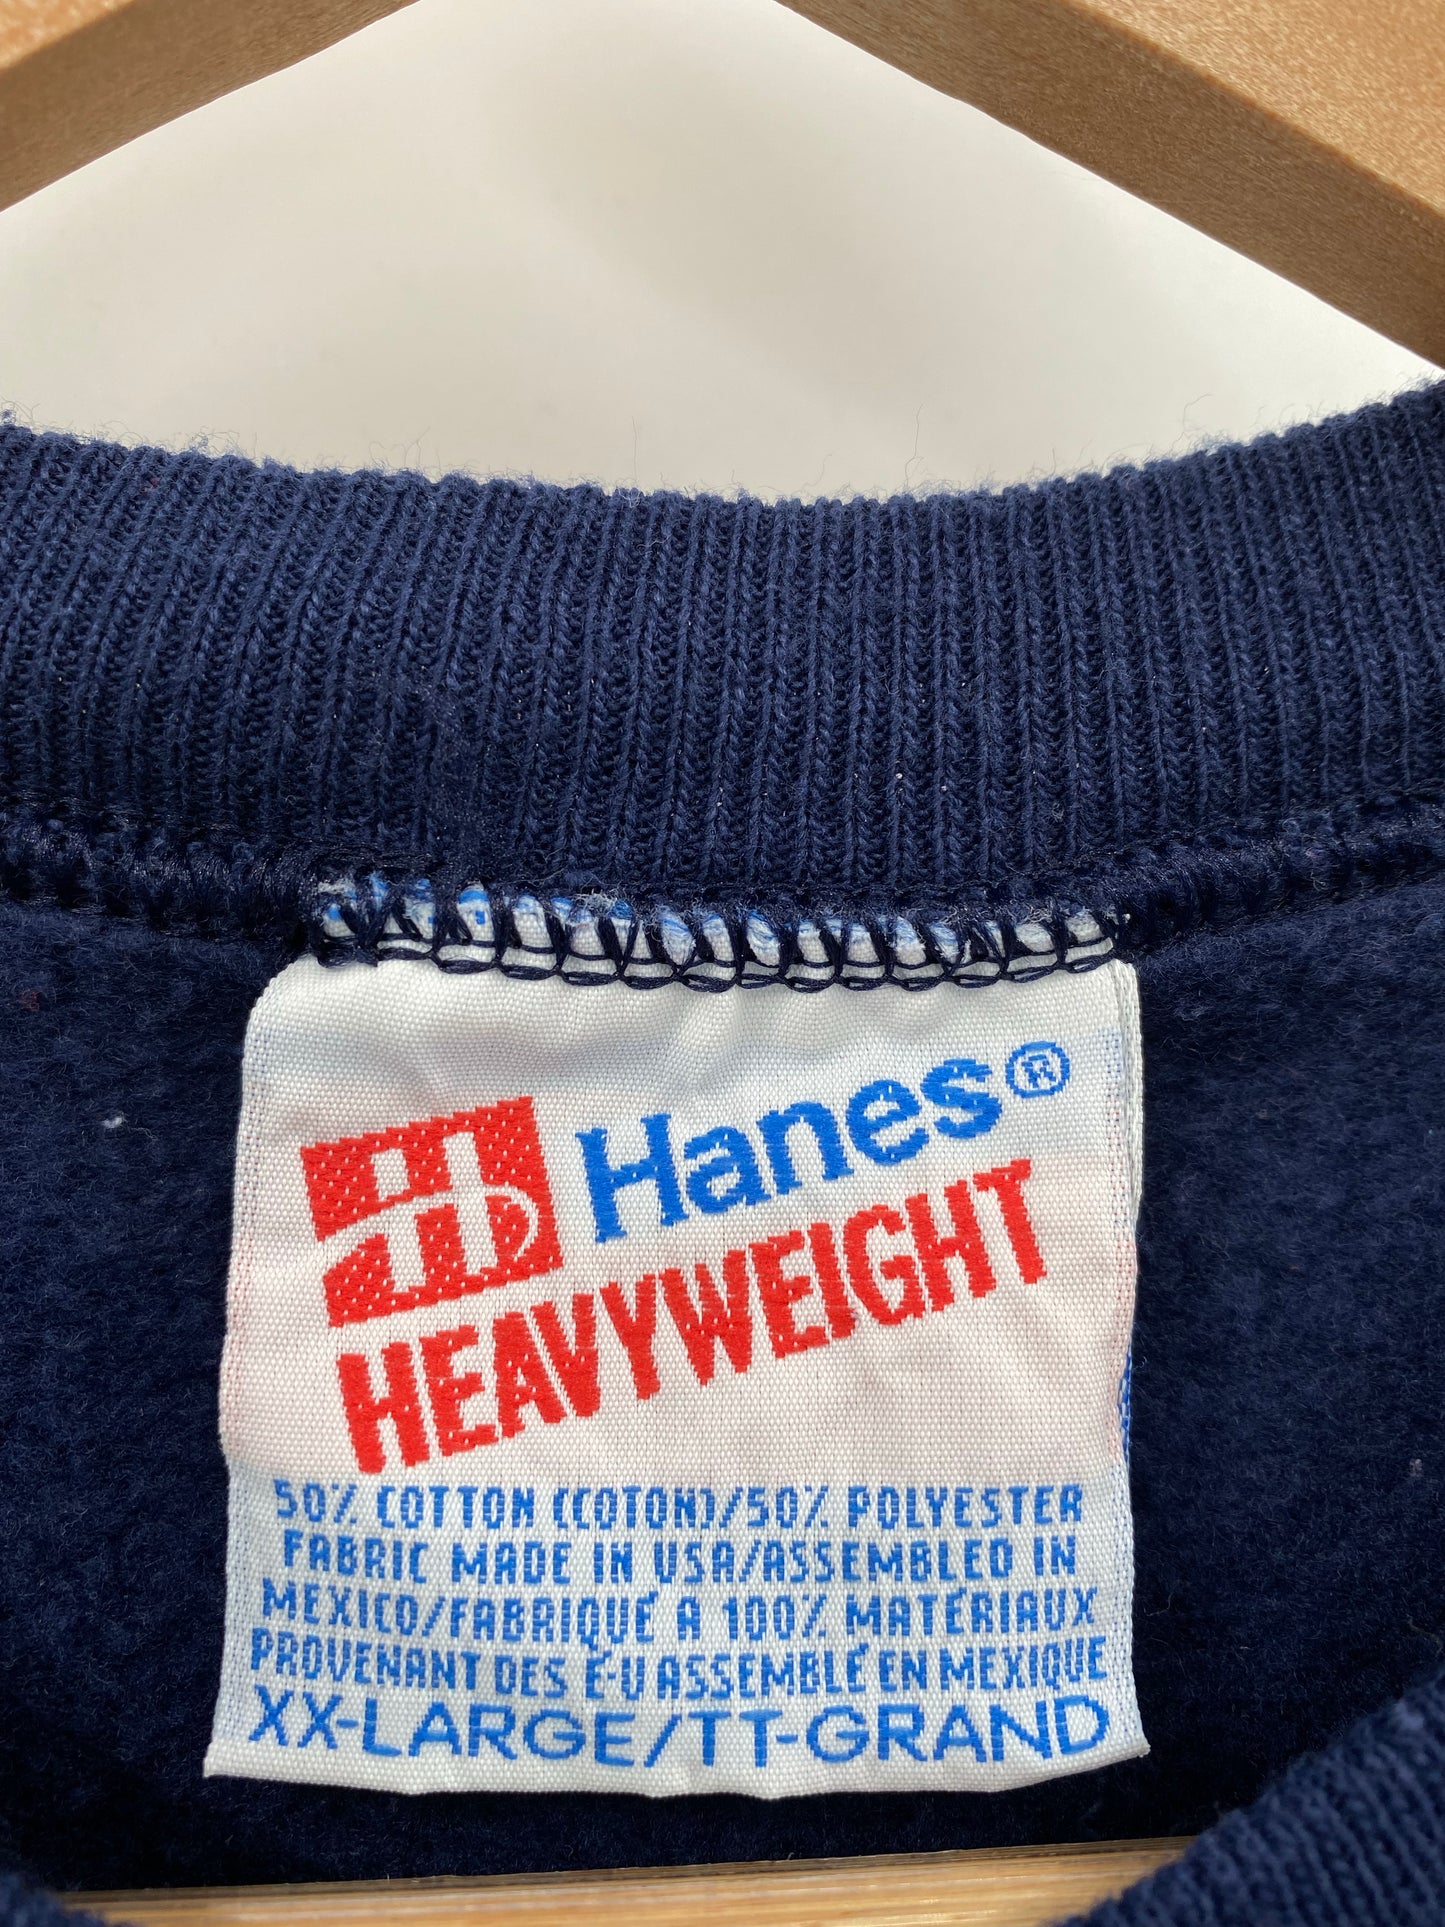 H Hanes®
HEAVYWEIGHT
50% COTTON (COTON)/50% POLYESTER
FABRIC MADE IN USA/ASSEMBLED IN
MEXICO/FABRIQUÉ A 100% MATÉRIAUX
PROVENANT DES É-U ASSEMBLÉ EN MEXIQUE
XX-LARGE/TT-GRAND